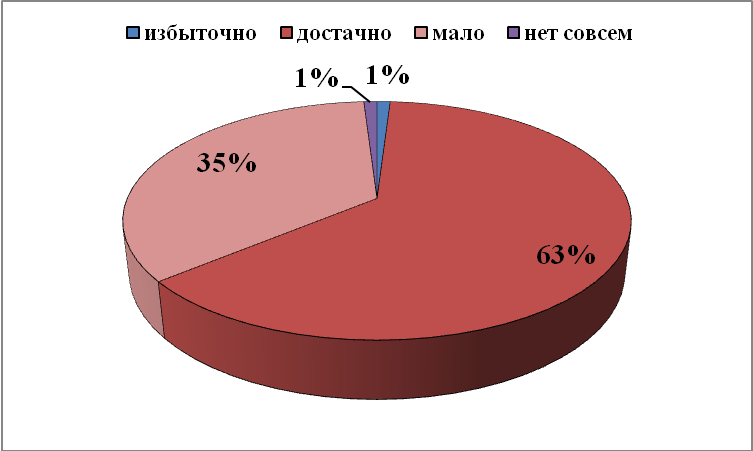 избыточно достачно мало нет совсем
1% 1%
35%
63%